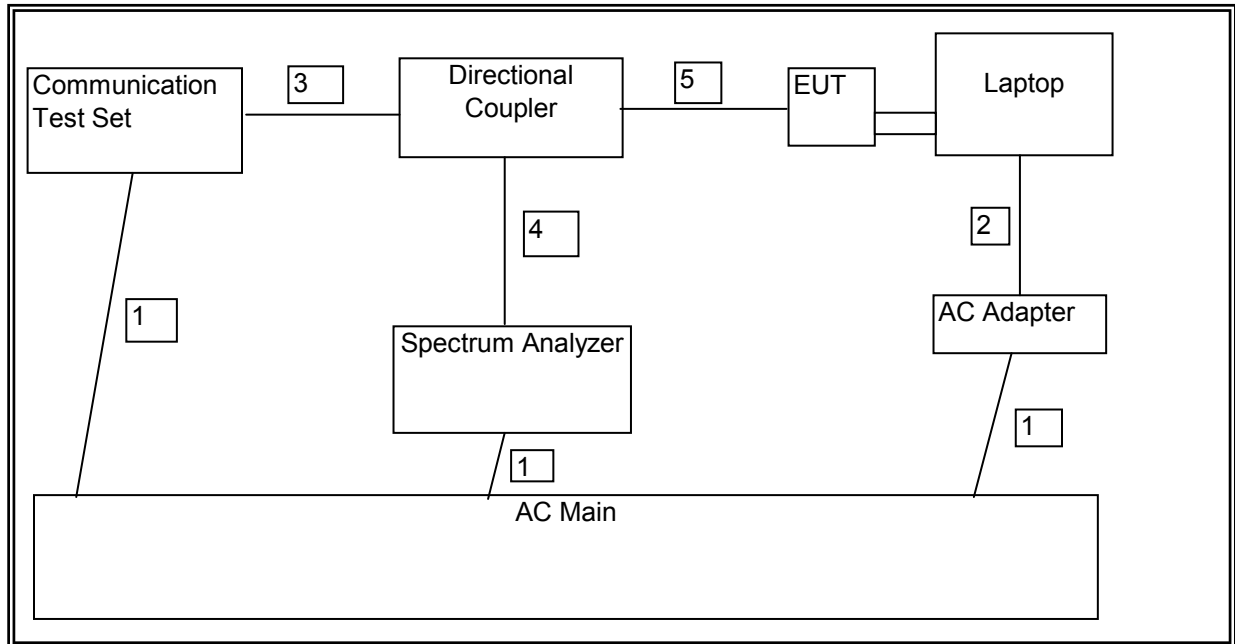 Communication
Test Set
3
Directional
Coupler
5
EUT
Laptop
4
2
1
Spectrum Analyzer
AC Adapter
1
1
AC Main